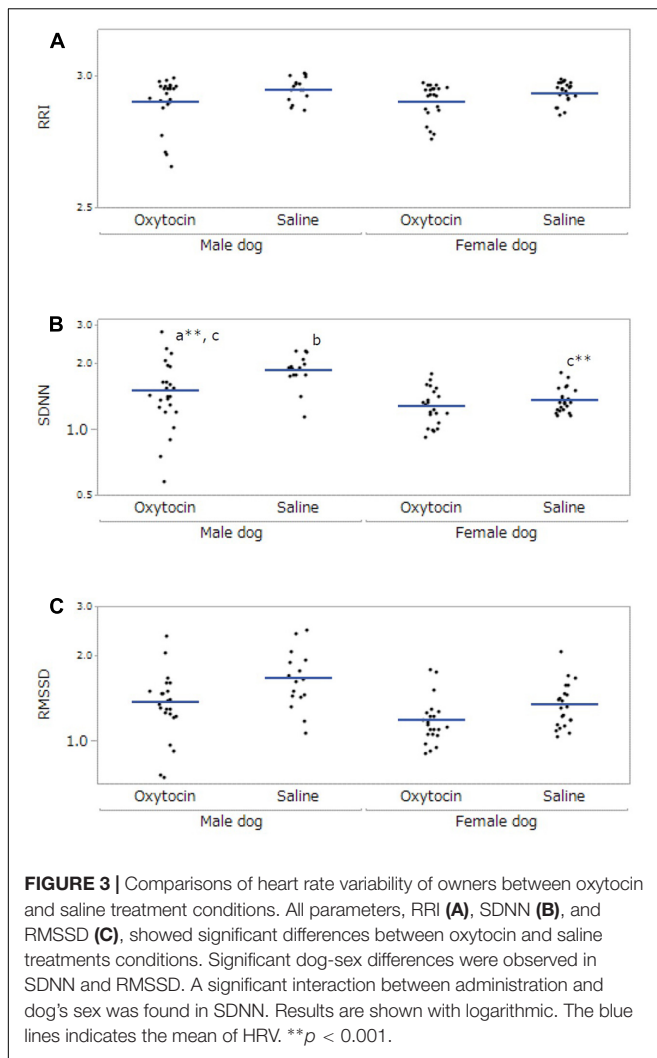 A
3.0
RRI
2.5
Oxytocin Saline Oxytocin Saline
Male dog Female dog
B
3.0
a**, c b
2.0
c**
SDNN
1.0
0.5
Oxytocin Saline Oxytocin Saline
Male dog Female dog
C
3.0
2.0
RMSSD
1.0
Oxytocin Saline Oxytocin Saline
Male dog Female dog
FIGURE 3 | Comparisons of heart rate variability of owners between oxytocin
and saline treatment conditions. All parameters, RRI (A), SDNN (B), and
RMSSD (C), showed significant differences between oxytocin and saline
treatments conditions. Significant dog-sex differences were observed in
SDNN and RMSSD. A significant interaction between administration and
dog's sex was found in SDNN. Results are shown with logarithmic. The blue
lines indicates the mean of HRV. **p < 0.001.